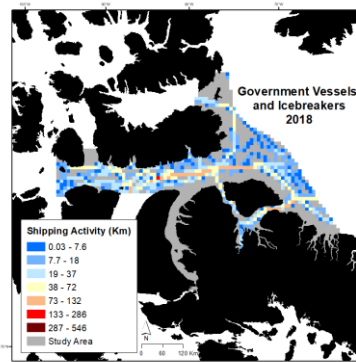 Government Vessels
and Icebreakers
2018
Shipping Activity (Km)
0.03 - 7.6
7.7 - 18
19 - 37
38 - 72
73 - 132
133 - 286
287 - 546
Study Area
N
0
60
120 Km